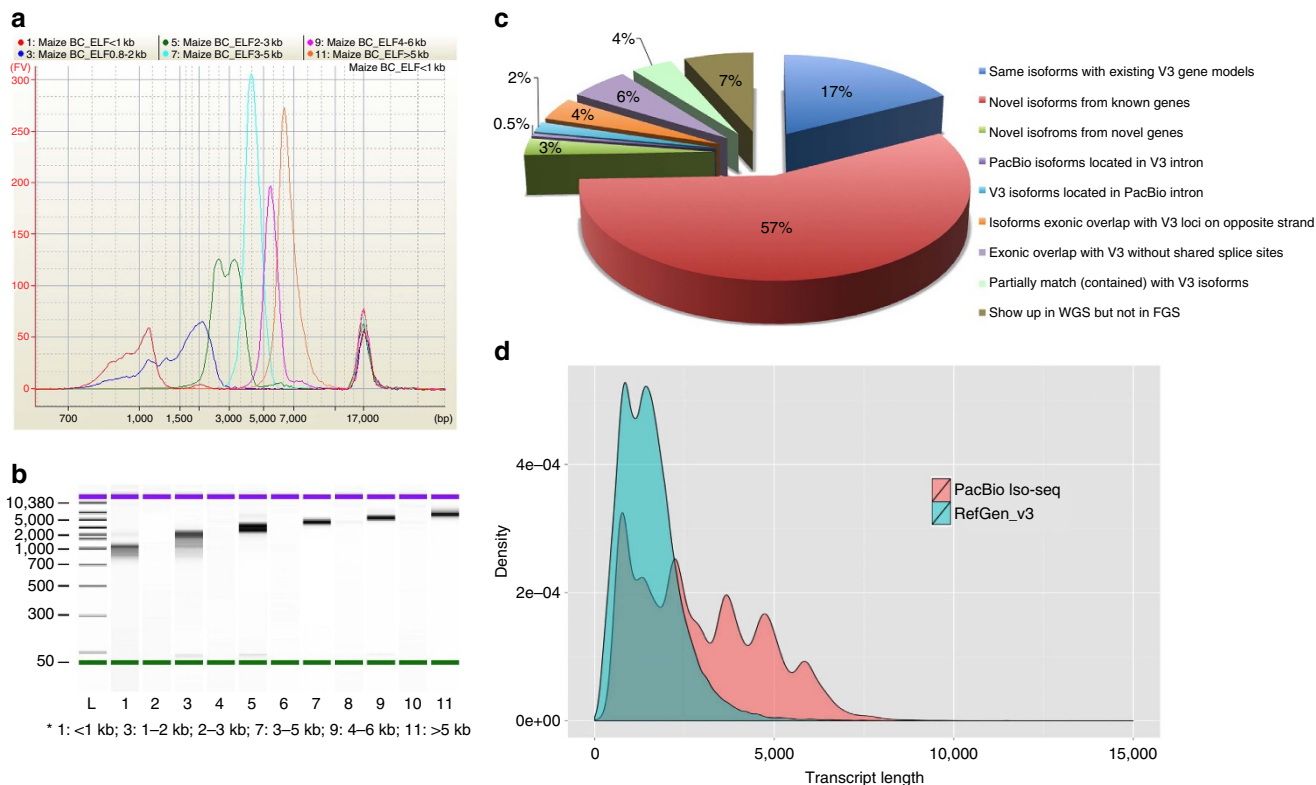 a
1: Maize BC_ELF<1 kb
3: Maize BC_ELF0.8-2 kb
5: Maize BC_ELF2-3 kb
7: Maize BC_ELF3-5 kb
9: Maize BC_ELF4-6 kb
11: Maize BC_ELF>5 kb
(FV)
Maize BC_ELF<1 kb
300
250
200
150
100
50
0
700
1,000
1,500
3,000
5,000
7,000
17,000
(bp)
b
10,380
5,000
2,000
1,000
700
500
300
50
L 1 2 3 4 5 6 7 8 9 10 11
* 1: <1 kb; 3: 1–2 kb; 2–3 kb; 7: 3–5 kb; 9: 4–6 kb; 11: >5 kb
c
17%
57%
3%
0.5%
2%
4%
6%
4%
7%
Same isoforms with existing V3 gene models
Novel isoforms from known genes
Novel isofroms from novel genes
PacBio isoforms located in V3 intron
V3 isoforms located in PacBio intron
Isoforms exonic overlap with V3 loci on opposite strand
Exonic overlap with V3 without shared splice sites
Partially match (contained) with V3 isoforms
Show up in WGS but not in FGS
d
Density
4e–04
2e–04
0e+00
PacBio Iso-seq
RefGen_v3
0
5,000
10,000
15,000
Transcript length